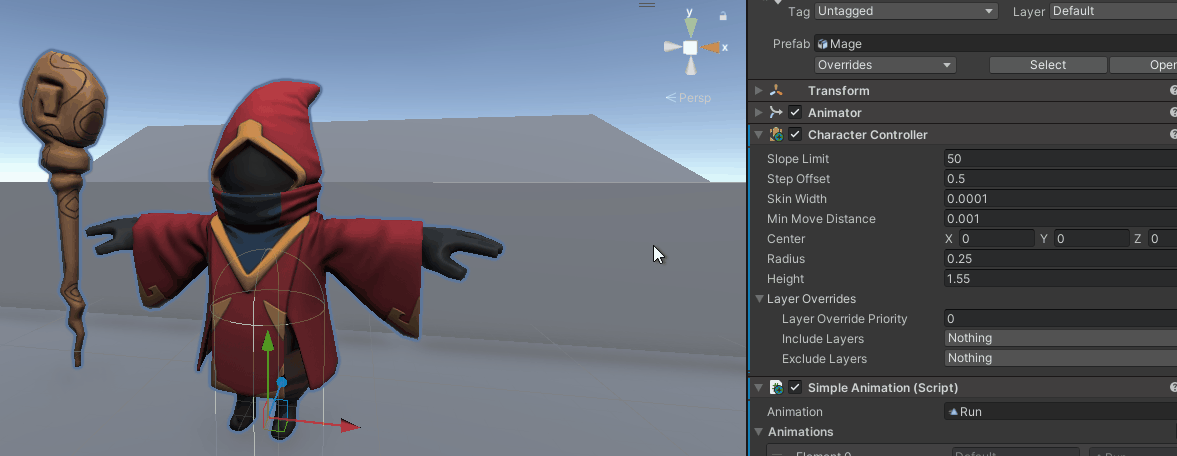 y
x
Persp
Tag Untagged Layer Default
Prefab Mage
Overrides Select Open
Transform
Animator
Character Controller
Slope Limit 50
Step Offset 0.5
Skin Width 0.0001
Min Move Distance 0.001
Center X 0 Y 0 Z 0
Radius 0.25
Height 1.55
Layer Overrides
Layer Override Priority 0
Include Layers Nothing
Exclude Layers Nothing
Simple Animation (Script)
Animation Run
Animations